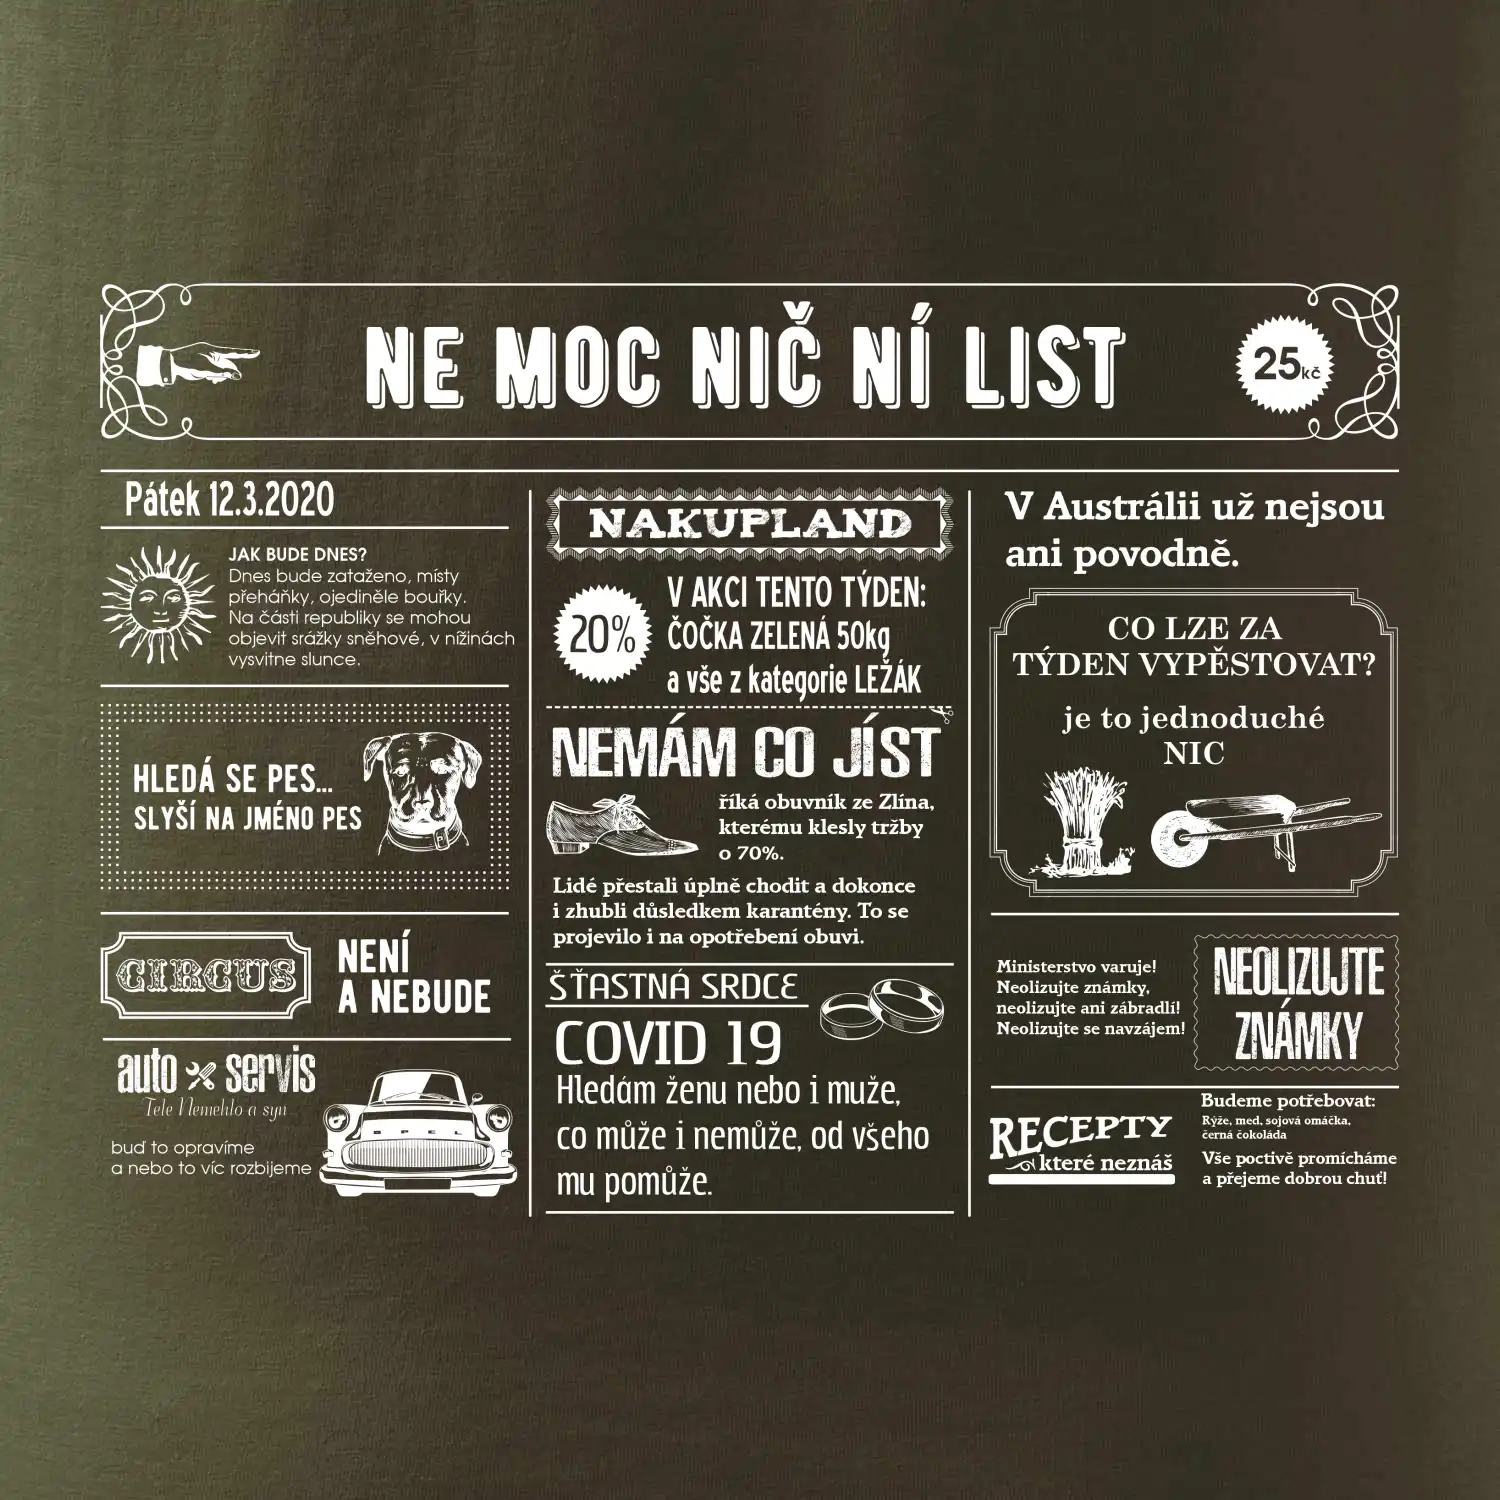 NE MOC NIČ NÍ LIST
25kč
Pátek 12.3.2020
JAK BUDE DNES?
Dnes bude zataženo, místy
přeháňky, ojediněle bouřky.
Na části republiky se mohou
objevit srážky sněhové, v nížinách
vysvitne slunce.
HLEDÁ SE PES...
SLYŠÍ NA JMÉNO PES
CIRCUS
NENÍ
A NEBUDE
auto servis
Tele Nemehlo a syn
buď to opravíme
a nebo to víc rozbijeme
OPEL
NAKUPLAND
20%
V AKCI TENTO TÝDEN:
ČOČKA ZELENÁ 50kg
a vše z kategorie LEŽÁK
NEMÁM CO JÍST
říká obuvník ze Zlína,
kterému klesly tržby
o 70%.
Lidé přestali úplně chodit a dokonce
i zhubli důsledkem karantény. To se
projevilo i na opotřebení obuvi.
ŠŤASTNÁ SRDCE
COVID 19
Hledám ženu nebo i muže,
co může i nemůže, od všeho
mu pomůže.
V Austrálii už nejsou
ani povodně.
CO LZE ZA
TÝDEN VYPĚSTOVAT?
je to jednoduché
NIC
Ministerstvo varuje!
Neolizujte známky,
neolizujte ani zábradlí!
Neolizujte se navzájem!
NEOLIZUJTE
ZNÁMKY
RECEPTY
které neznáš
Budeme potřebovat:
Rýže, med, sojová omáčka,
černá čokoláda
Vše poctivě promícháme
a přejeme dobrou chuť!